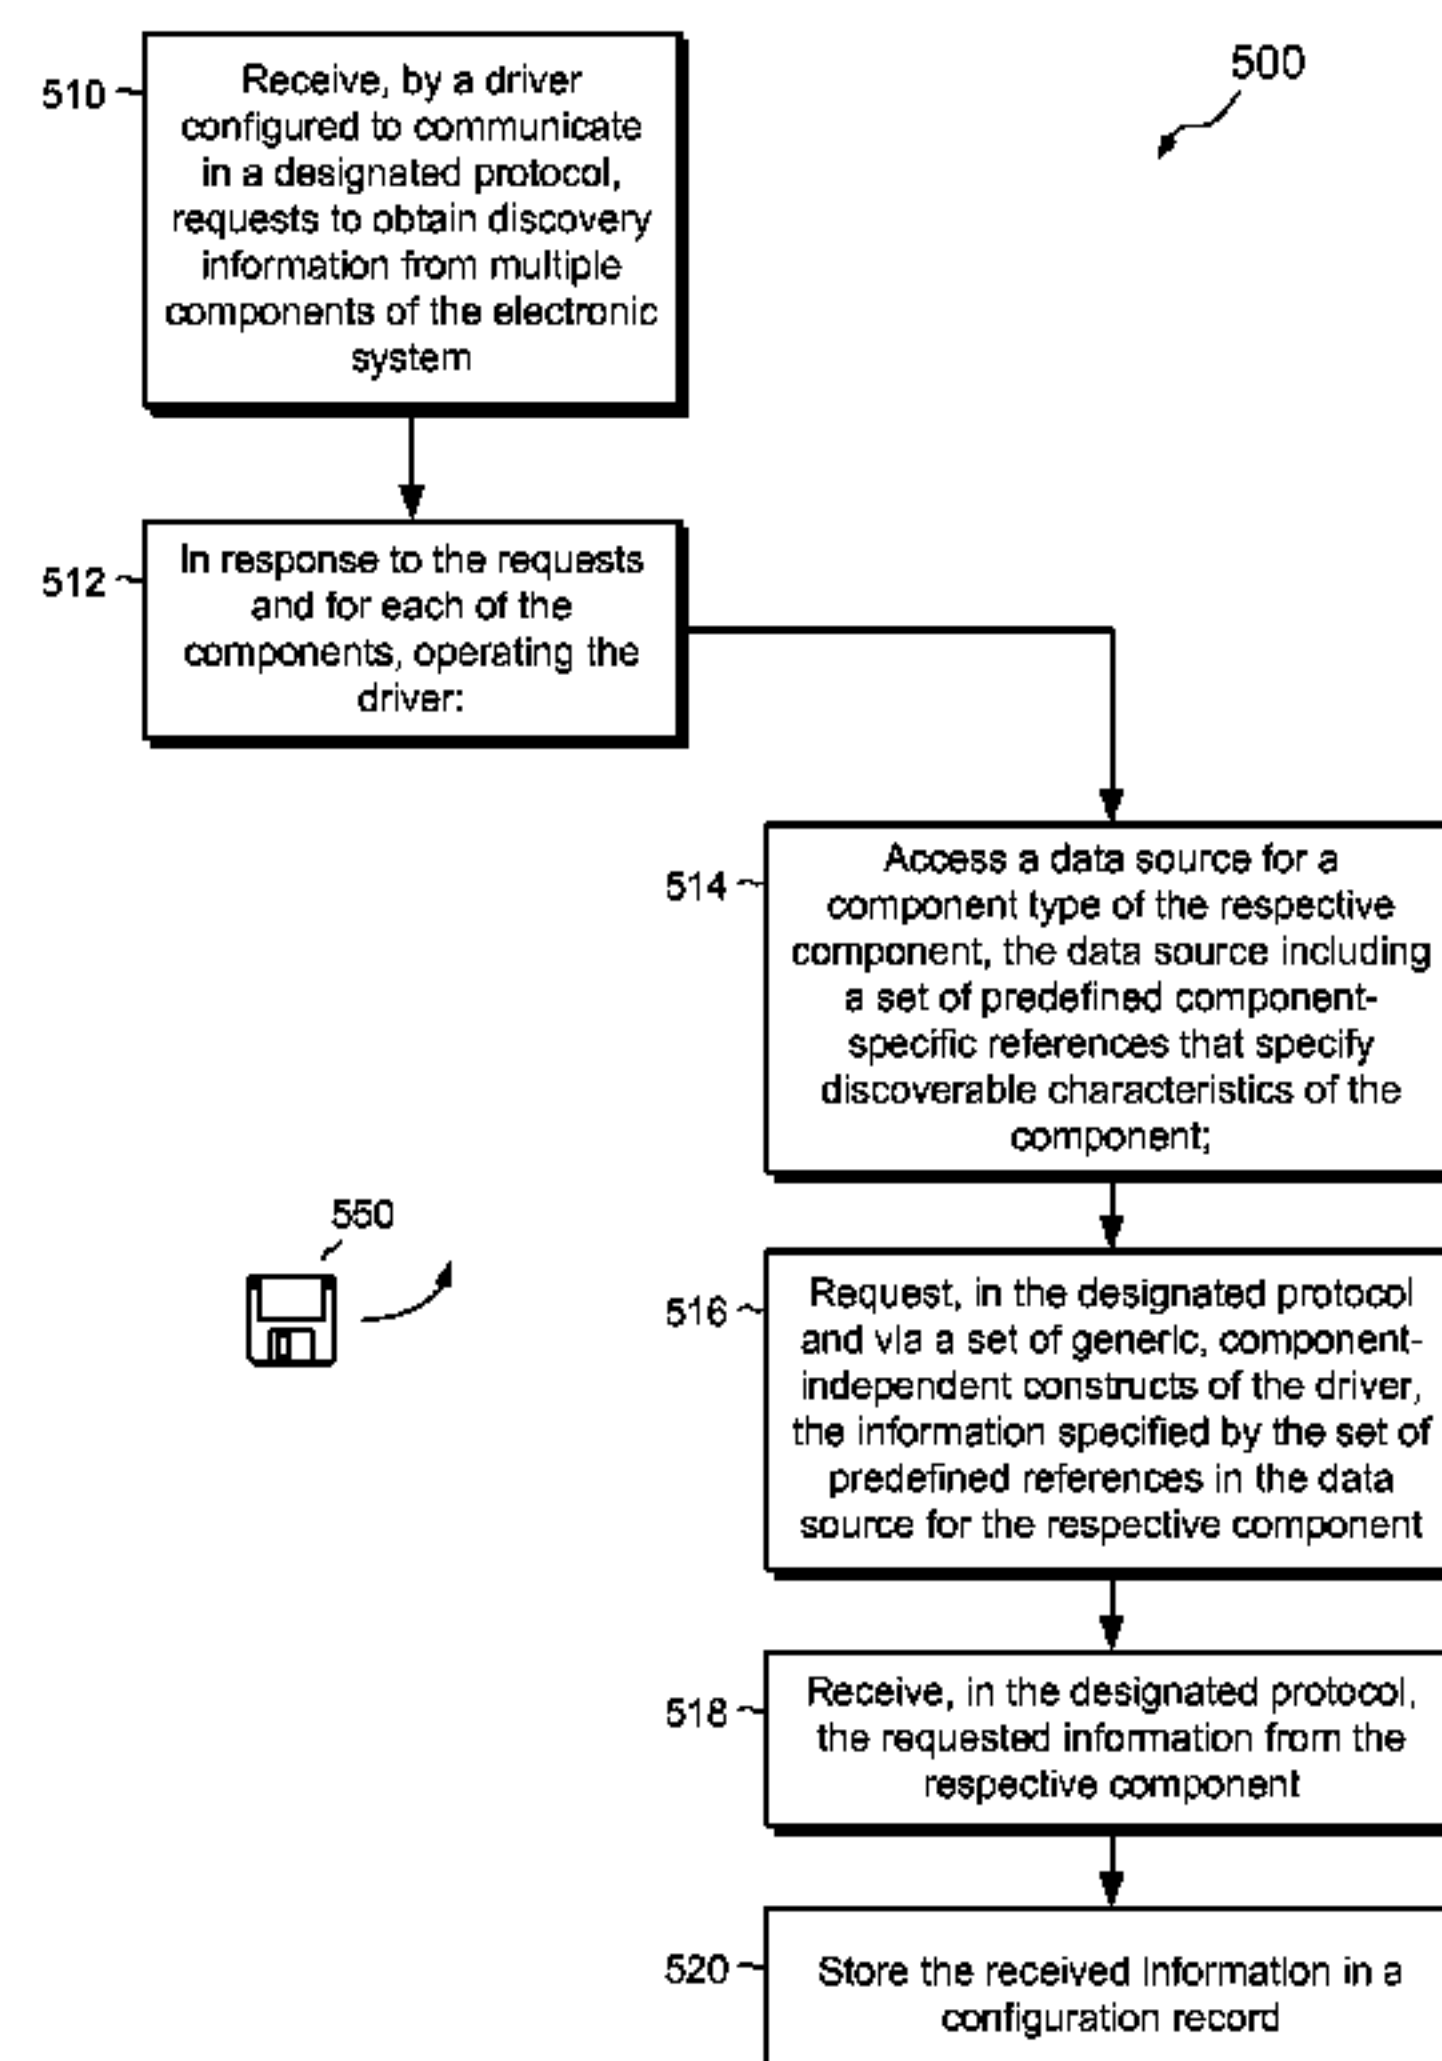 500
510
Receive, by a driver
configured to communicate
in a designated protocol,
requests to obtain discovery
information from multiple
components of the electronic
system
512
In response to the requests
and for each of the
components, operating the
driver:
514
Access a data source for a
component type of the respective
component, the data source including
a set of predefined component-
specific references that specify
discoverable characteristics of the
component;
550
516
Request, in the designated protocol
and via a set of generic, component-
independent constructs of the driver,
the information specified by the set of
predefined references in the data
source for the respective component
518
Receive, in the designated protocol,
the requested information from the
respective component
520
Store the received information in a
configuration record